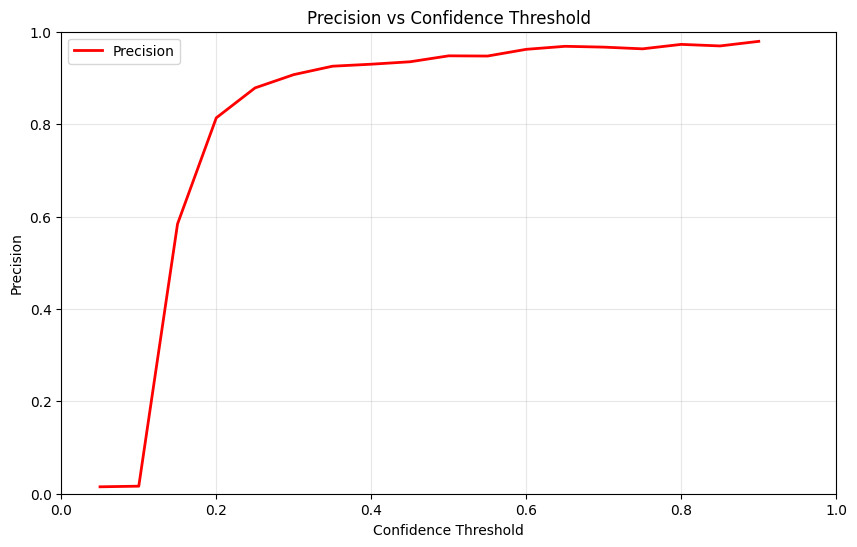 Precision vs Confidence Threshold
Precision
1.0
0.8
0.6
0.4
0.2
0.0
Precision
0.0 0.2 0.4 0.6 0.8 1.0
Confidence Threshold